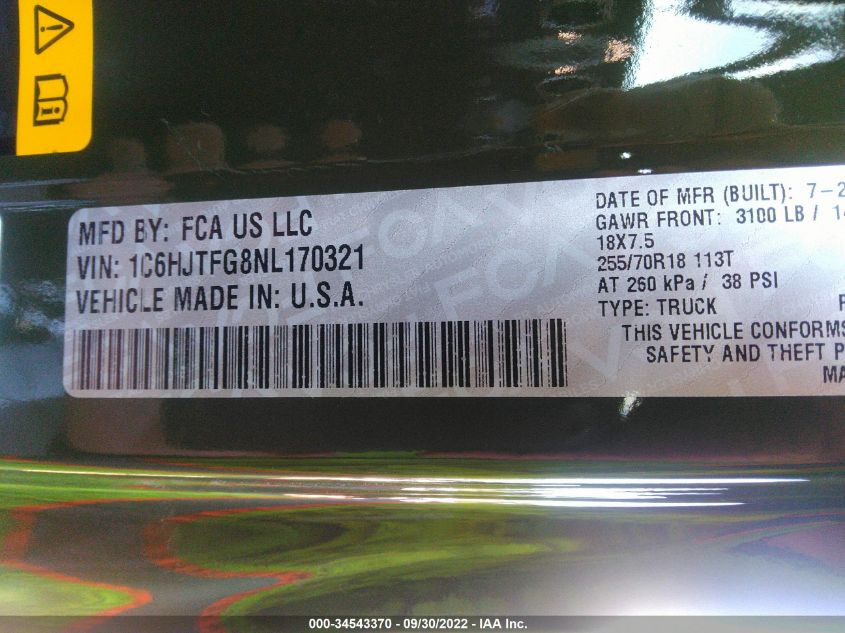 MFD BY: FCA US LLC
VIN: 1C6HJTFG8NL170321
VEHICLE MADE IN: U.S.A.
DATE OF MFR (BUILT): 7-2
GAWR FRONT: 3100 LB / 14
18X7.5
255/70R18 113T
AT 260 kPa / 38 PSI
TYPE: TRUCK
THIS VEHICLE CONFORMS
SAFETY AND THEFT P
MA
000-34543370 - 09/30/2022 - IAA Inc.